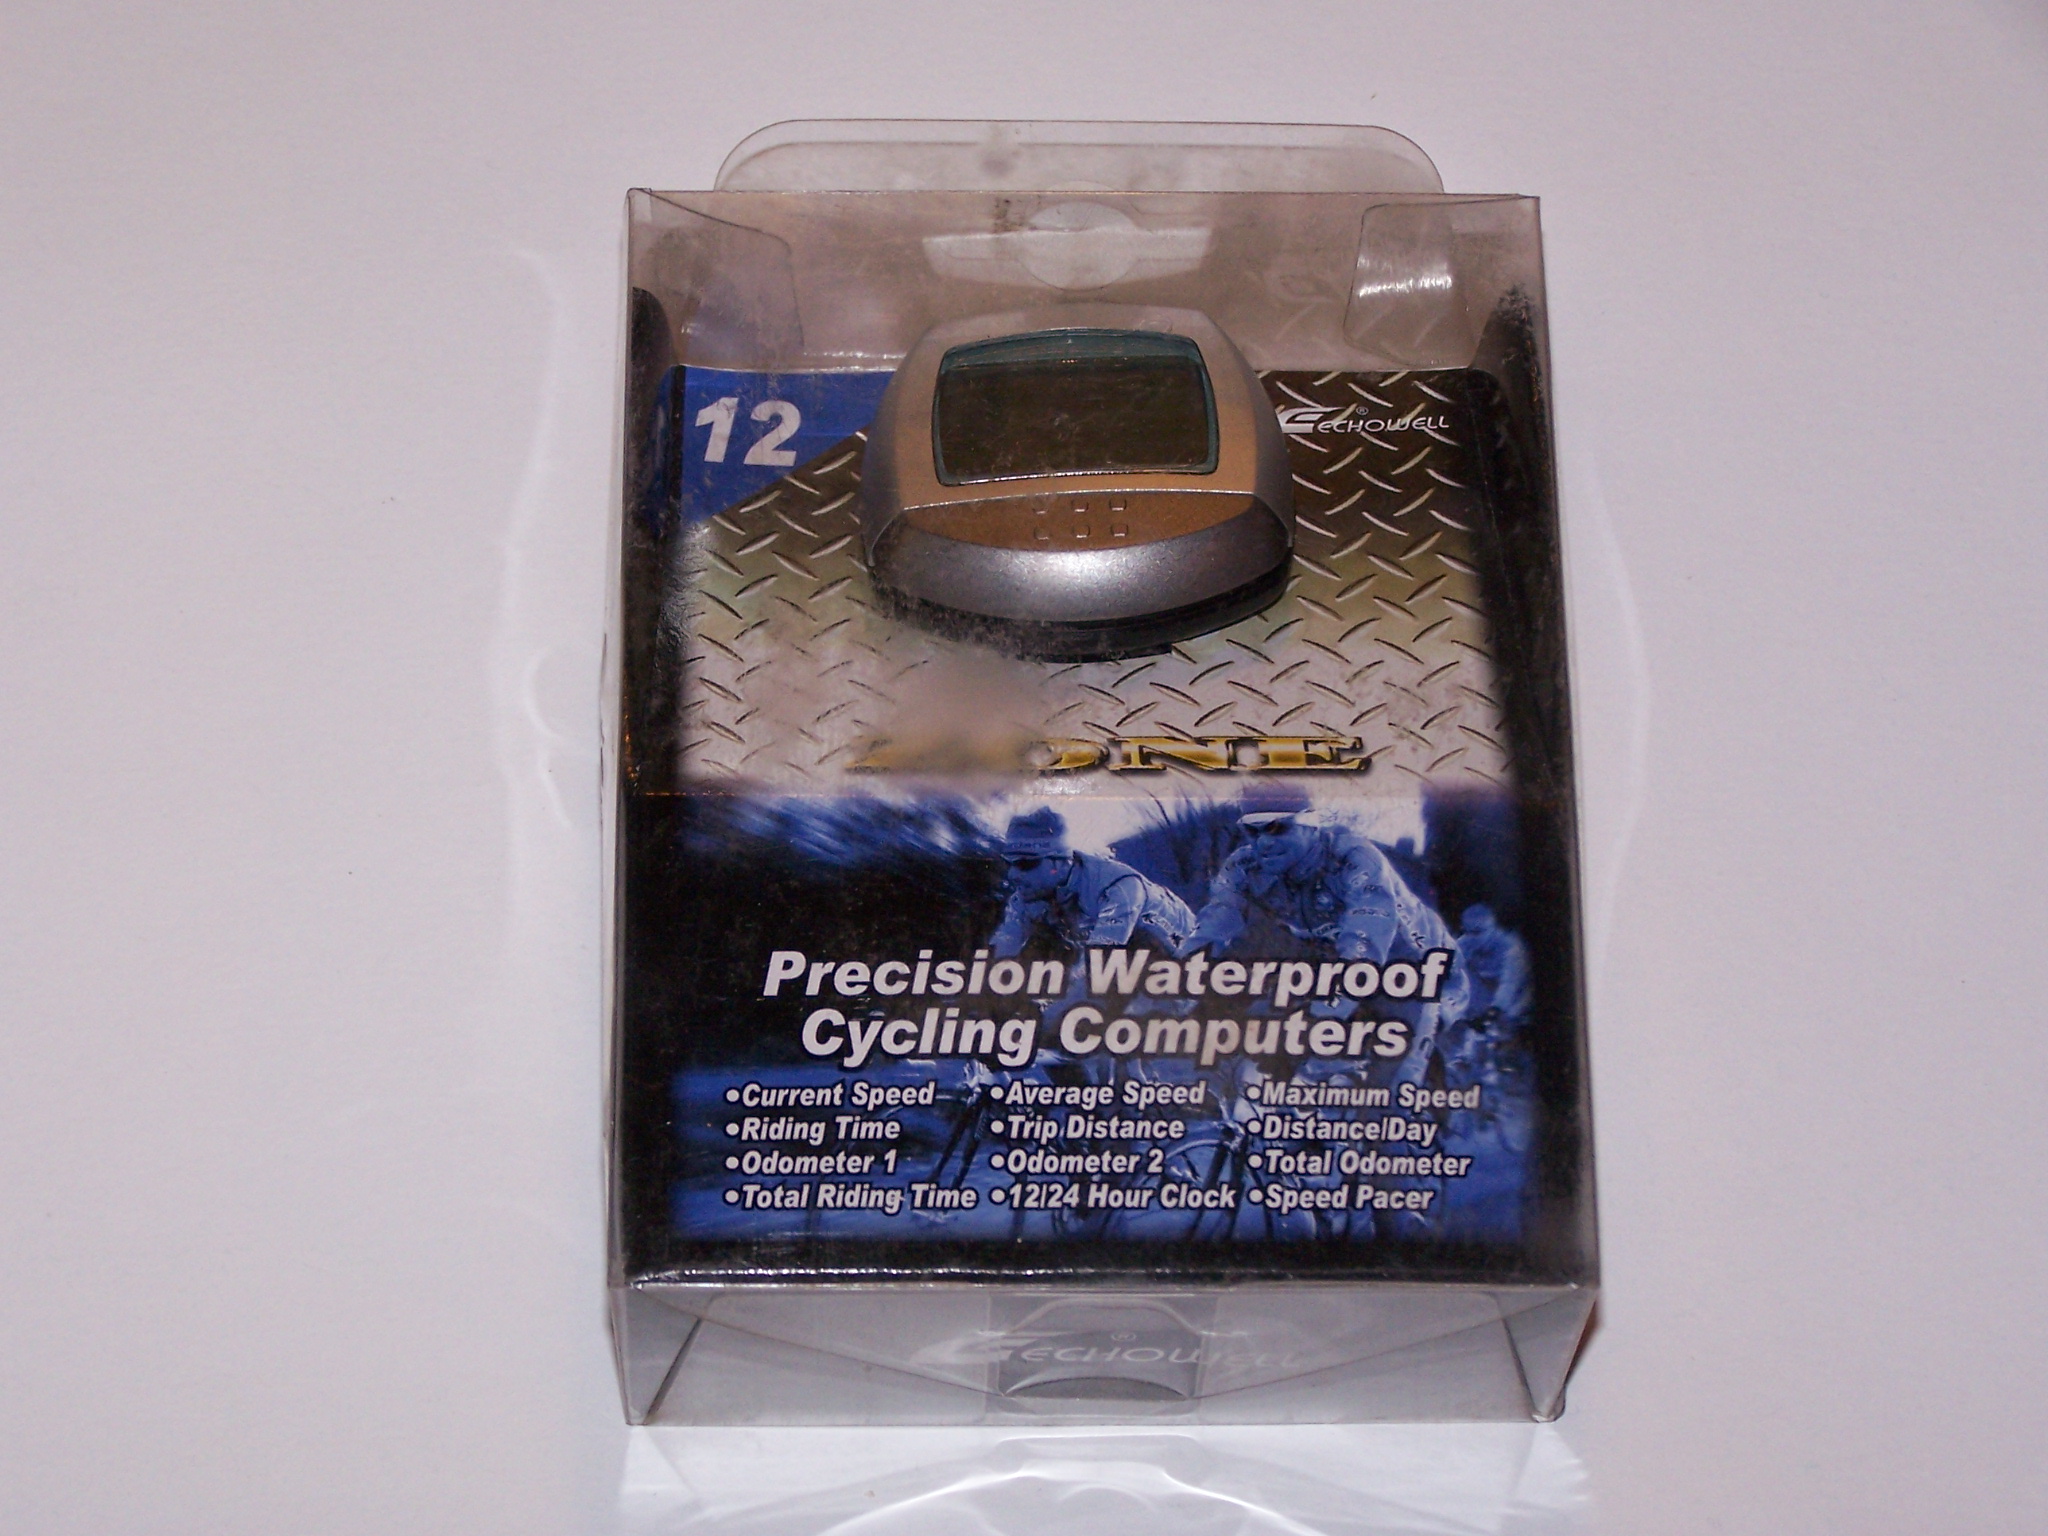 12
ECHOWELL®
Precision Waterproof
Cycling Computers
•Current Speed •Average Speed •Maximum Speed
•Riding Time •Trip Distance •Distance/Day
•Odometer 1 •Odometer 2 •Total Odometer
•Total Riding Time •12/24 Hour Clock •Speed Pacer
ECHOWELL®